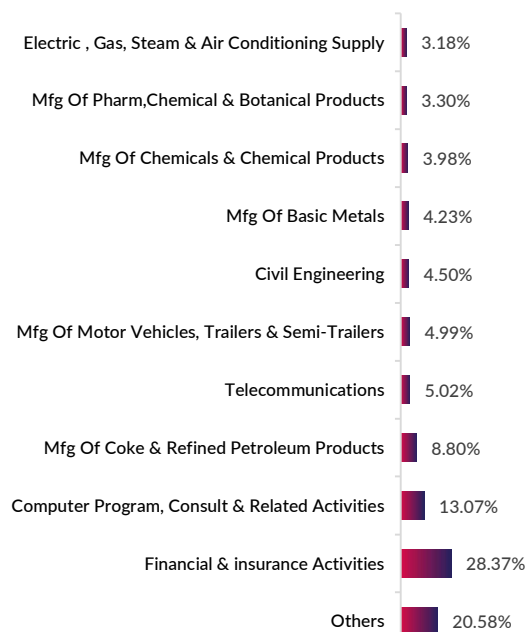 Electric , Gas, Steam & Air Conditioning Supply 3.18%
Mfg Of Pharm,Chemical & Botanical Products 3.30%
Mfg Of Chemicals & Chemical Products 3.98%
Mfg Of Basic Metals 4.23%
Civil Engineering 4.50%
Mfg Of Motor Vehicles, Trailers & Semi-Trailers 4.99%
Telecommunications 5.02%
Mfg Of Coke & Refined Petroleum Products 8.80%
Computer Program, Consult & Related Activities 13.07%
Financial & insurance Activities 28.37%
Others 20.58%